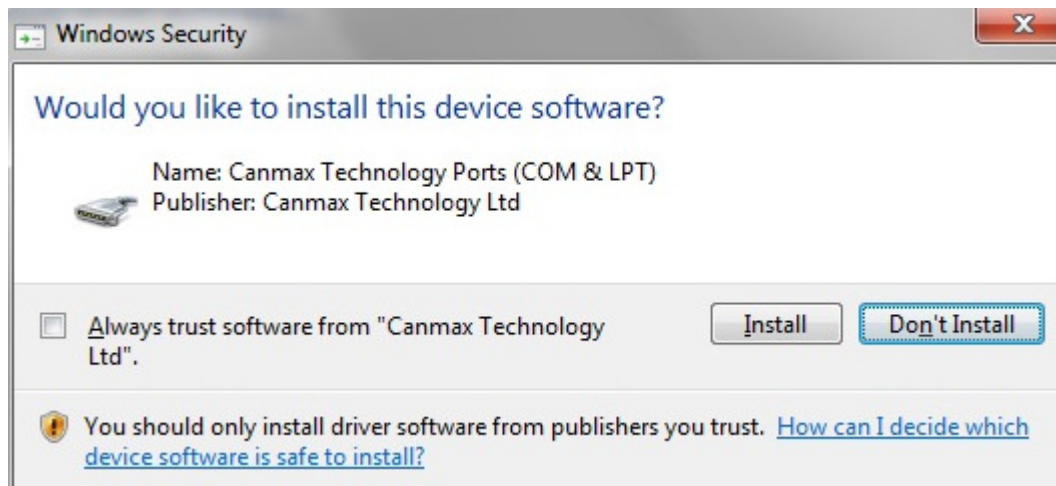 Windows Security
Would you like to install this device software?
Name: Canmax Technology Ports (COM & LPT)
Publisher: Canmax Technology Ltd
Always trust software from "Canmax Technology
Ltd".
Install
Don't Install
You should only install driver software from publishers you trust. How can I decide which
device software is safe to install?